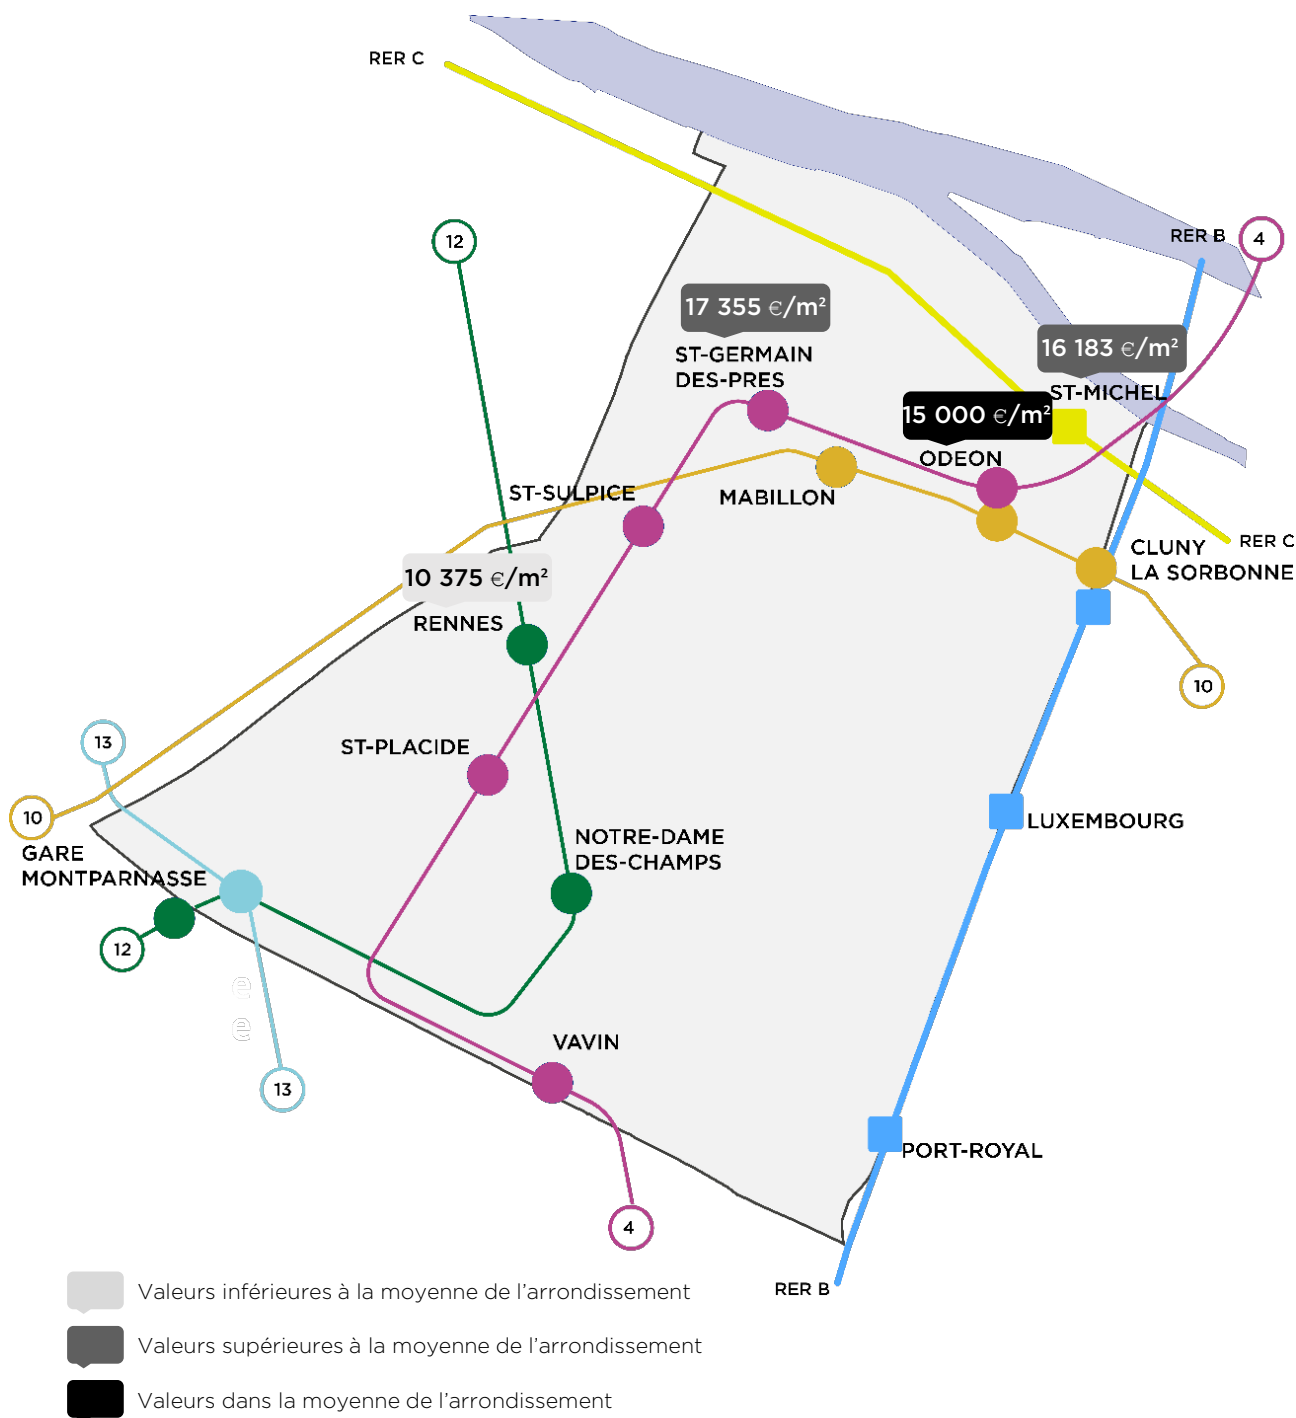 RER C
12
RER B
4
17 355 €/m²
ST-GERMAIN
DES-PRES
16 183 €/m²
ST-MICHEL
15 000 €/m²
ODEON
ST-SULPICE
MABILLON
RER C
CLUNY
LA SORBONNE
10 375 €/m²
RENNES
10
13
ST-PLACIDE
10
GARE
MONTPARNASSE
NOTRE-DAME
DES-CHAMPS
LUXEMBOURG
12
e
e
VAVIN
13
PORT-ROYAL
4
RER B
Valeurs inférieures à la moyenne de l’arrondissement
Valeurs supérieures à la moyenne de l’arrondissement
Valeurs dans la moyenne de l’arrondissement